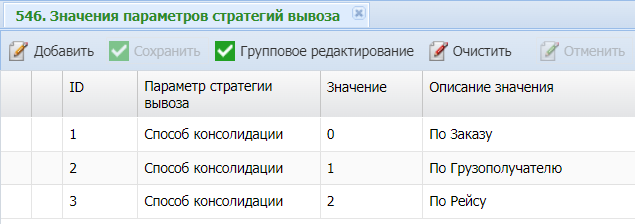 546. Значения параметров стратегий вывоза
Добавить Сохранить Групповое редактирование Очистить Отменить
ID Параметр стратегии вывоза Значение Описание значения
1 Способ консолидации 0 По Заказу
2 Способ консолидации 1 По Грузополучателю
3 Способ консолидации 2 По Рейсу